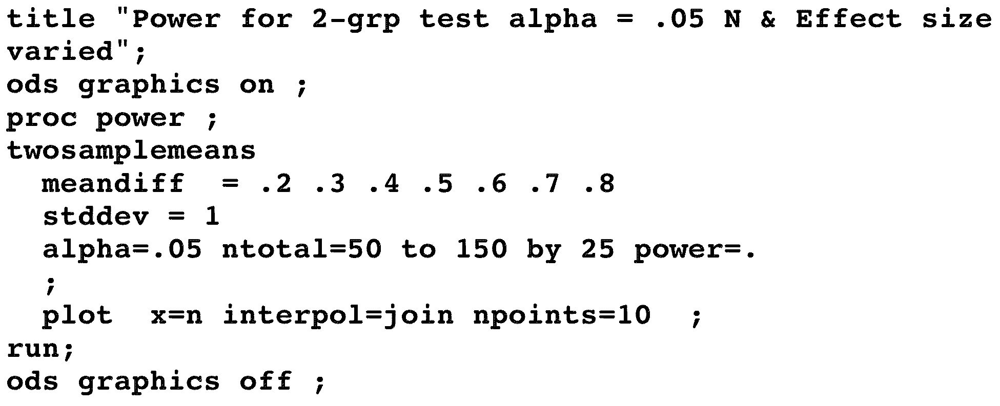 title "Power for 2-grp test alpha = .05 N & Effect size
varied";
ods graphics on ;
proc power ;
twosamplemeans
  meandiff  = .2 .3 .4 .5 .6 .7 .8
  stddev = 1
  alpha=.05 ntotal=50 to 150 by 25 power=.
  ;
  plot  x=n interpol=join npoints=10  ;
run;
ods graphics off ;